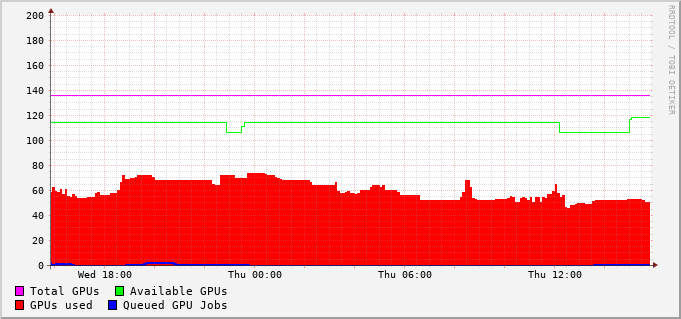 200
180
160
140
120
100
80
60
40
20
0
Wed 18:00 Thu 00:00 Thu 06:00 Thu 12:00
Total GPUs Available GPUs
GPUs used Queued GPU Jobs
RRDTOOL / TOBI OETIKER